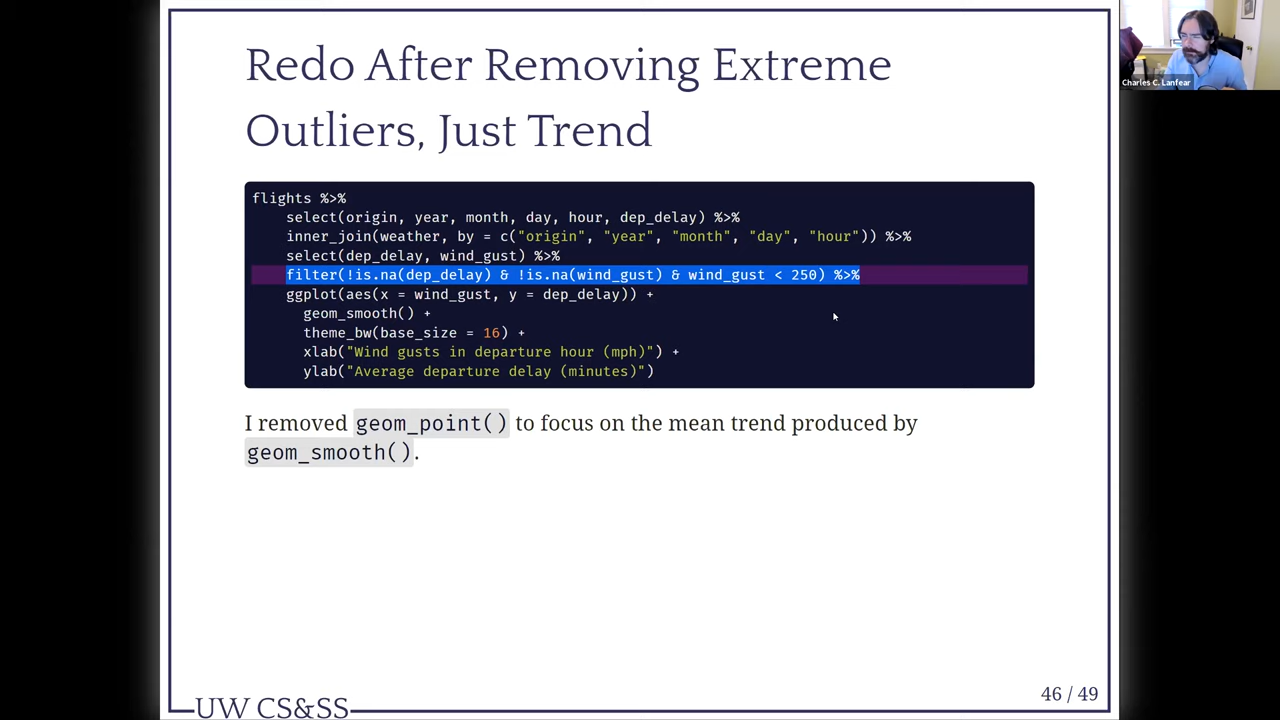 Redo After Removing Extreme
Outliers, Just Trend
flights %>%
select(origin, year, month, day, hour, dep_delay) %>%
inner_join(weather, by = c("origin", "year", "month", "day", "hour")) %>%
select(dep_delay, wind_gust) %>%
filter(!is.na(dep_delay) & !is.na(wind_gust) & wind_gust < 250) %>%
ggplot(aes(x = wind_gust, y = dep_delay)) +
geom_smooth() +
theme_bw(base_size = 16) +
xlab("Wind gusts in departure hour (mph)") +
ylab("Average departure delay (minutes)")
I removed geom_point() to focus on the mean trend produced by
geom_smooth().
UW CS&SS
46 / 49
Charles C. Lanfear